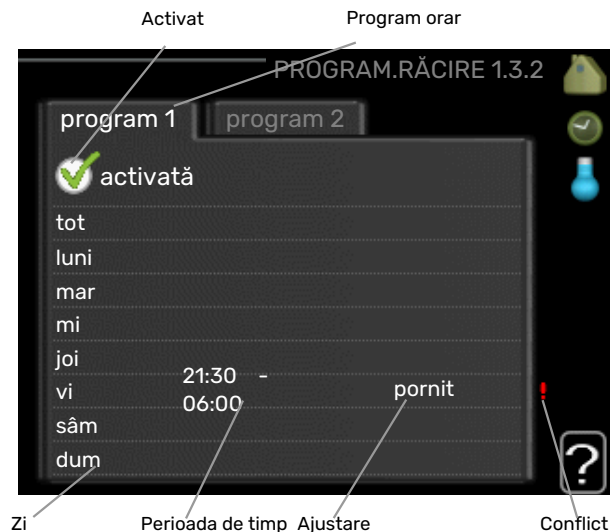 Activat
Program orar
PROGRAM.RĂCIRE 1.3.2
program 1
program 2
activată
tot
luni
mar
mi
joi
vi
21:30 -
06:00
pornit
!
sâm
dum
?
Zi
Perioada de timp
Ajustare
Conflict